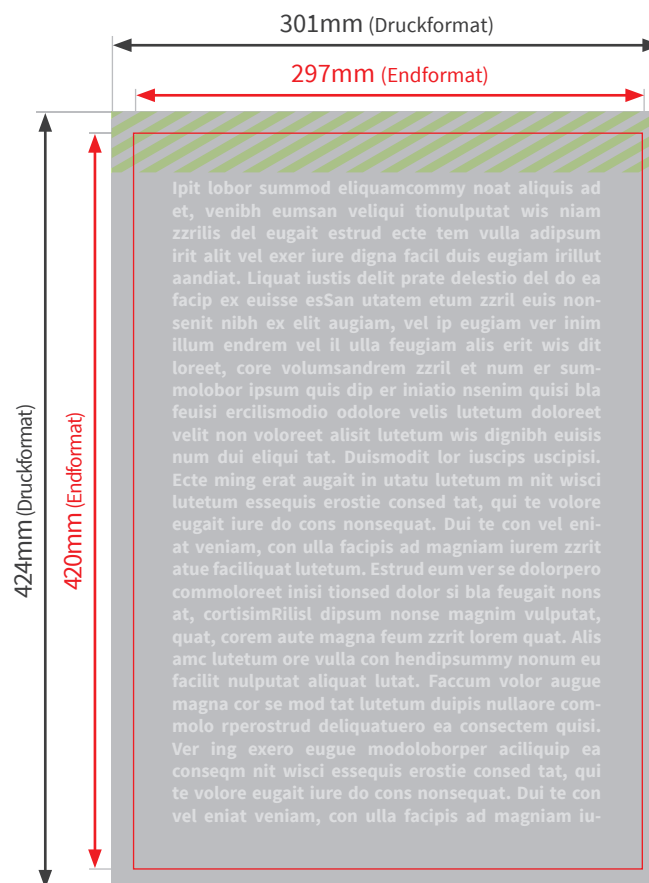 301mm (Druckformat)
297mm (Endformat)
424mm (Druckformat)
420mm (Endformat)
Ipit lobor summod eliquamcommy noat aliquis ad
et, venibh eumsan veliqui tionulputat wis niam
zzrilis del eugait estrud ecte tem vulla adipsum
irit alit vel exer iure digna facil duis eugiam irillut
aandiat. Liquat iustis delit prate delestio del do ea
facip ex euisse esSan utatem etum zzril euis non-
senit nibh ex elit augiam, vel ip eugiam ver inim
illum endrem vel il ulla feugiam alis erit wis dit
loreet, core volumsandrem zzril et num er sum-
molobor ipsum quis dip er iniatio nsenim quisi bla
feuisi ercilismodio odolore velis lutetum doloreet
velit non voloreet alisit lutetum wis dignibh euisis
num dui eliqui tat. Duismodit lor iuscips uscipisi.
Ecte ming erat augait in utatu lutetum in nit wisci
lutetum essequis erostie consed tat, qui te volore
eugait iure do cons nonsequat. Dui te con vel eni-
at veniam, con ulla facipis ad magniam iurem zzrit
atue faciliquat lutetum. Estrud eum ver se dolorpero
commoloreet inisi tionsed dolor si bla feugait nons
at, cortisimRilisl dipsum nonse magnim vulputat,
quat, corem aute magna feum zzrit lorem quat. Alis
amc lutetum ore vulla con hendipsummy nonum eu
facilit nulputat aliquat lutat. Faccum volor augue
magna cor se mod tat lutetum duipis nullaore com-
molo rperostrud deliquatuero ea consectem quisi.
Ver ing exero eugue modoloborper aciliquip ea
conseqm nit wisci essequis erostie consed tat, qui
te volore eugait iure do cons nonsequat. Dui te con
vel eniat veniam, con ulla facipis ad magniam iu-